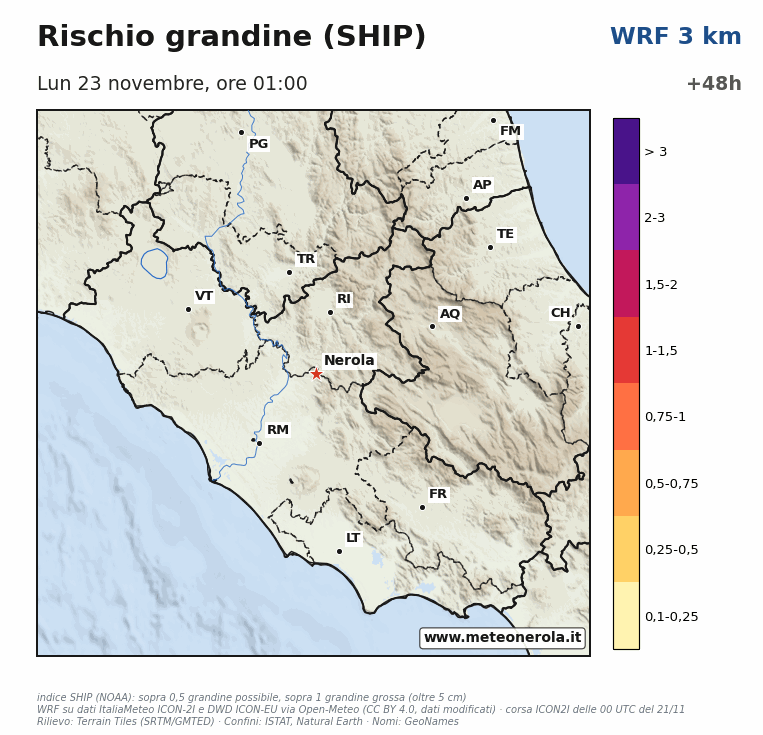 Rischio grandine (SHIP)
WRF 3 km
Lun 23 novembre, ore 01:00
+48h
FM
PG
AP
TE
TR
VT
RI
AQ
CH
Nerola
RM
FR
LT
www.meteonerola.it
> 3
2-3
1,5-2
1-1,5
0,75-1
0,5-0,75
0,25-0,5
0,1-0,25
indice SHIP (NOAA): sopra 0,5 grandine possibile, sopra 1 grandine grossa (oltre 5 cm)
WRF su dati ItaliaMeteo ICON-2I e DWD ICON-EU via Open-Meteo (CC BY 4.0, dati modificati) · corsa ICON2I delle 00 UTC del 21/11
Rilievo: Terrain Tiles (SRTM/GMTED) · Confini: ISTAT, Natural Earth · Nomi: GeoNames